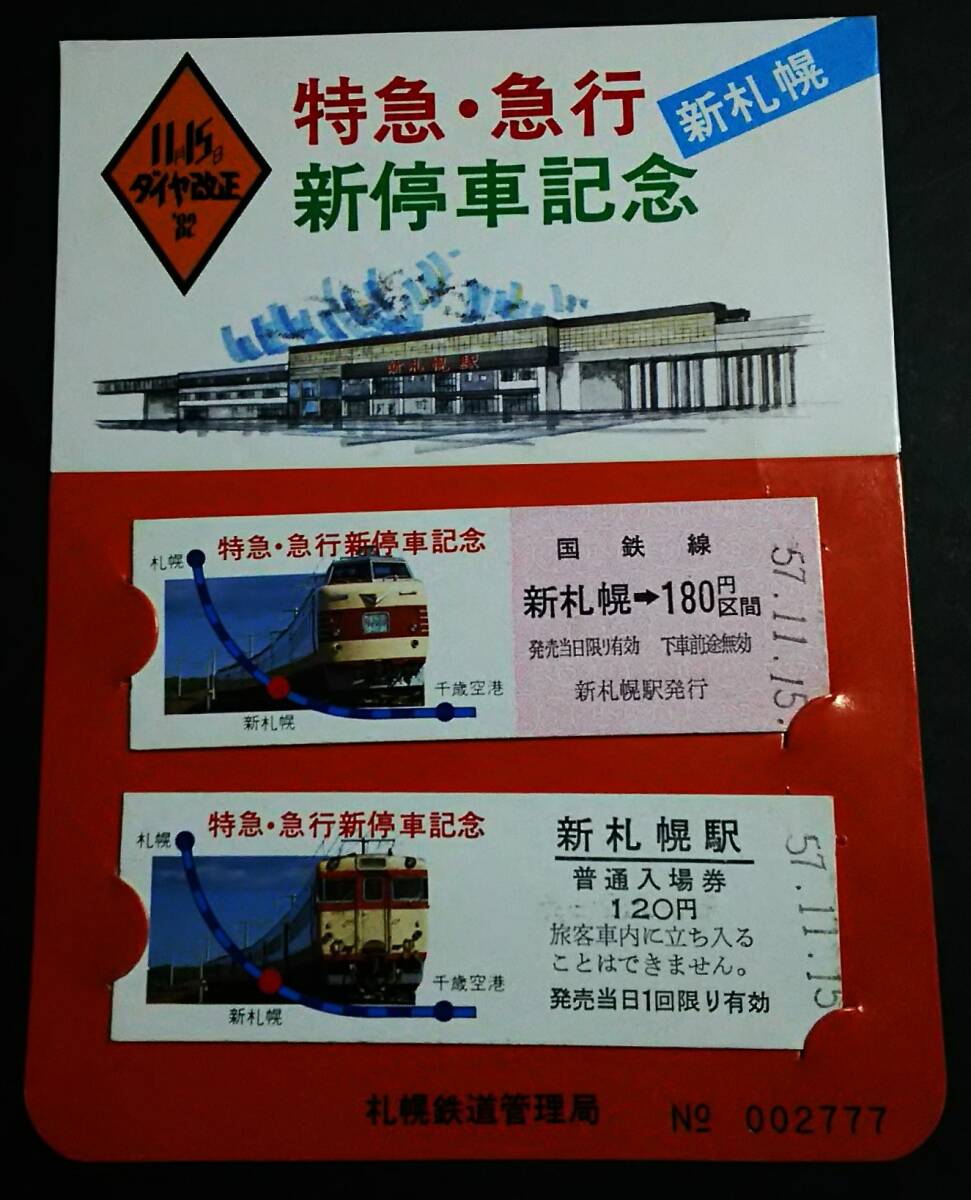 11月15日
ダイヤ改正
'82
特急・急行
新停車記念
新札幌
新札幌駅
特急・急行新停車記念
札幌
新札幌
千歳空港
国鉄線
新札幌➡180円区間
発売当日限り有効 下車前途無効
新札幌駅発行
57.11.15.
特急・急行新停車記念
札幌
新札幌
千歳空港
新札幌駅
普通入場券
120円
旅客車内に立ち入る
ことはできません。
発売当日1回限り有効
57.11.15
札幌鉄道管理局
№ 002777